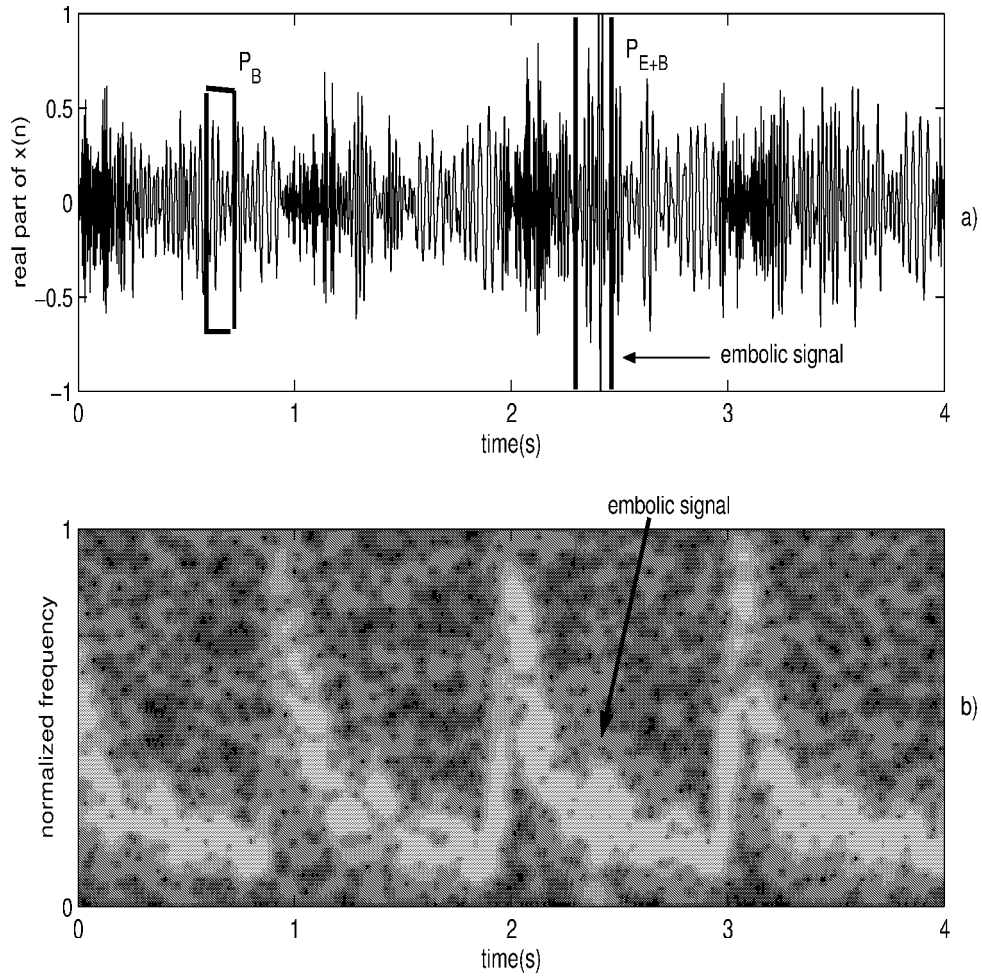 1
0.5
0
−0.5
−1
real part of x(n)
P_B
P_{E+B}
embolic signal
a)
0 1 2 3 4
time(s)
embolic signal
1
0
normalized frequency
b)
0 1 2 3 4
time(s)